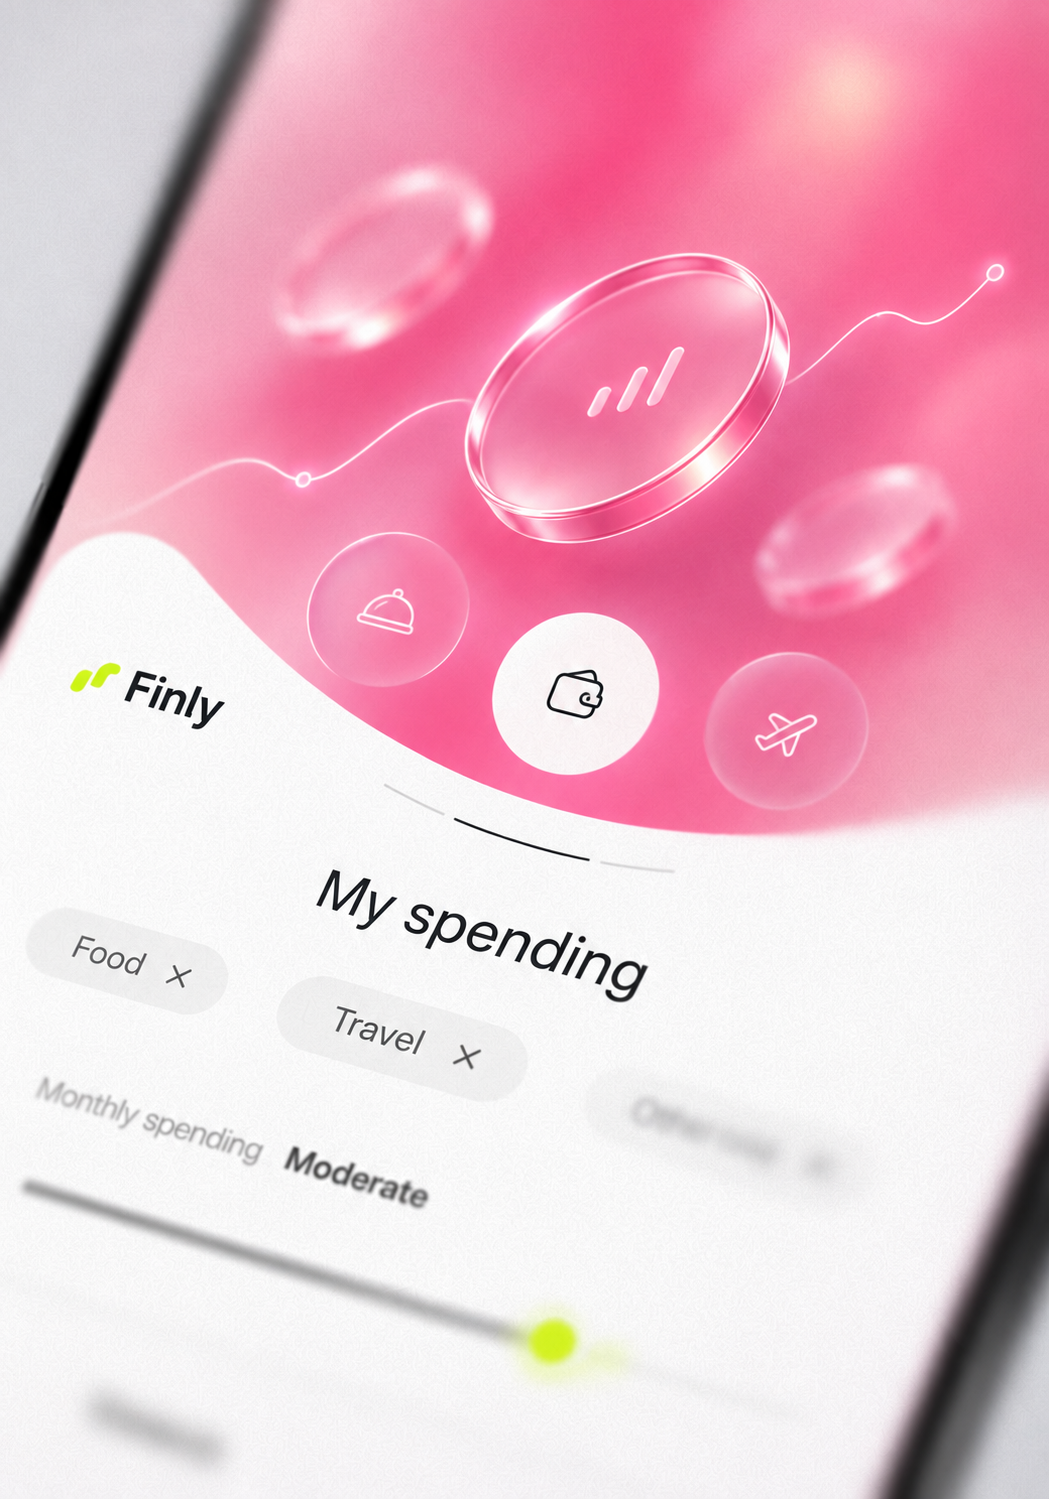 Finly
My spending
Food
Travel
Monthly spending Moderate